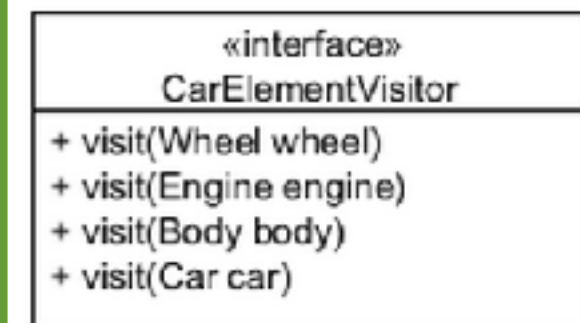 «interface»
CarElementVisitor
+ visit(Wheel wheel)
+ visit(Engine engine)
+ visit(Body body)
+ visit(Car car)